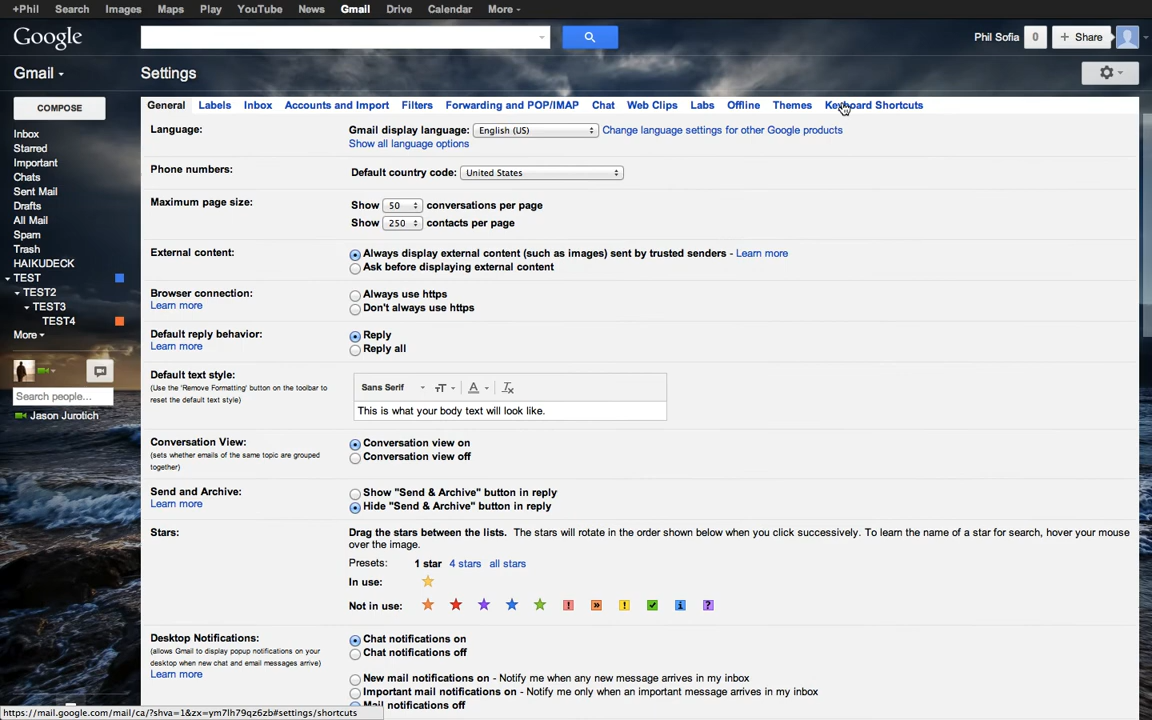 +Phil Search Images Maps Play YouTube News Gmail Drive Calendar More
Google
Phil Sofia 0 + Share
Gmail
Settings
COMPOSE
General Labels Inbox Accounts and Import Filters Forwarding and POP/IMAP Chat Web Clips Labs Offline Themes Keyboard Shortcuts
Inbox
Starred
Important
Chats
Sent Mail
Drafts
All Mail
Spam
Trash
HAIKUDECK
TEST
TEST2
TEST3
TEST4
More
Search people...
Jason Jurotich
Language:
Gmail display language: English (US) Change language settings for other Google products
Show all language options
Phone numbers:
Default country code: United States
Maximum page size:
Show 50 conversations per page
Show 250 contacts per page
External content:
Always display external content (such as images) sent by trusted senders - Learn more
Ask before displaying external content
Browser connection:
Learn more
Always use https
Don't always use https
Default reply behavior:
Learn more
Reply
Reply all
Default text style:
(Use the 'Remove Formatting' button on the toolbar to
reset the default text style)
Sans Serif
This is what your body text will look like.
Conversation View:
(sets whether emails of the same topic are grouped
together)
Conversation view on
Conversation view off
Send and Archive:
Learn more
Show "Send & Archive" button in reply
Hide "Send & Archive" button in reply
Stars:
Drag the stars between the lists. The stars will rotate in the order shown below when you click successively. To learn the name of a star for search, hover your mouse
over the image.
Presets: 1 star 4 stars all stars
In use:
Not in use:
Desktop Notifications:
(allows Gmail to display popup notifications on your
desktop when new chat and email messages arrive)
Learn more
Chat notifications on
Chat notifications off
New mail notifications on - Notify me when any new message arrives in my inbox
Important mail notifications on - Notify me only when an important message arrives in my inbox
Mail notifications off
https://mail.google.com/mail/ca/?shva=1&zx=ym7lh79qz6zb#settings/shortcuts